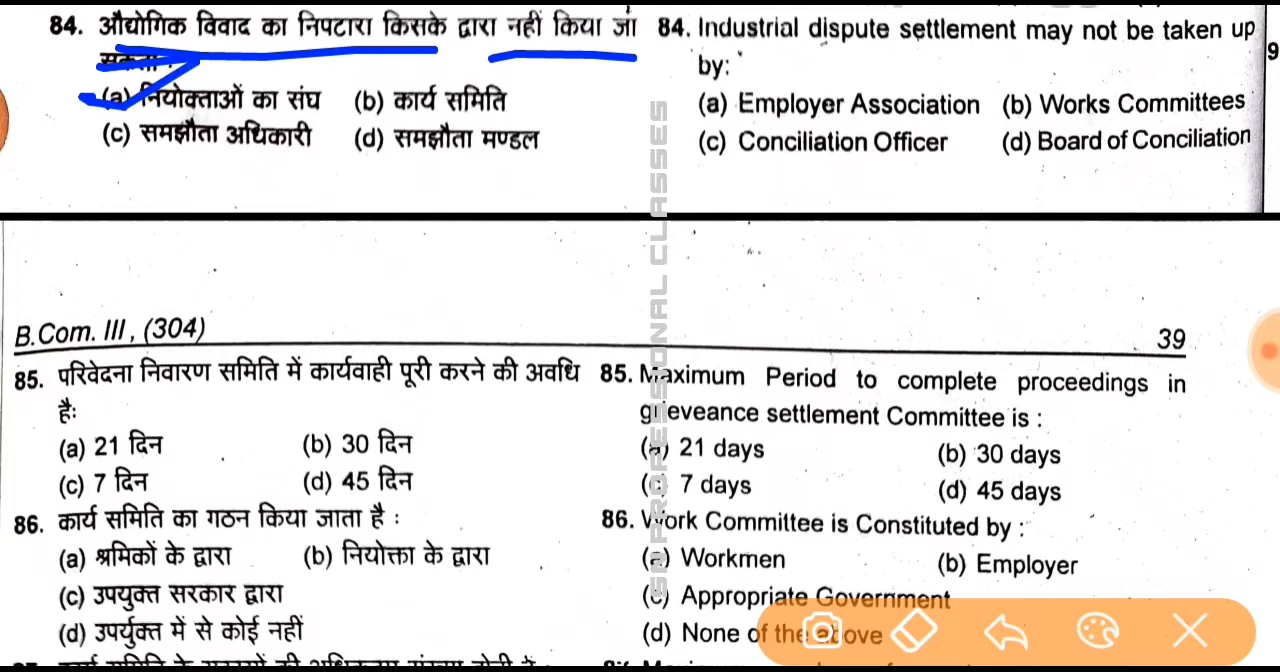 84. औद्योगिक विवाद का निपटारा किसके द्वारा नहीं किया जा
(a) नियोक्ताओं का संघ (b) कार्य समिति
(c) समझौता अधिकारी (d) समझौता मण्डल
84. Industrial dispute settlement may not be taken up
by:
(a) Employer Association (b) Works Committees
(c) Conciliation Officer (d) Board of Conciliation
9
B.Com. III, (304) 39
85. परिवेदना निवारण समिति में कार्यवाही पूरी करने की अवधि
है:
(a) 21 दिन (b) 30 दिन
(c) 7 दिन (d) 45 दिन
86. कार्य समिति का गठन किया जाता है :
(a) श्रमिकों के द्वारा (b) नियोक्ता के द्वारा
(c) उपयुक्त सरकार द्वारा
(d) उपर्युक्त में से कोई नहीं
85. Maximum Period to complete proceedings in
grieveance settlement Committee is :
(a) 21 days (b) 30 days
(c) 7 days (d) 45 days
86. Work Committee is Constituted by :
(a) Workmen (b) Employer
(c) Appropriate Government
(d) None of the above
PROFESSIONAL CLASSES